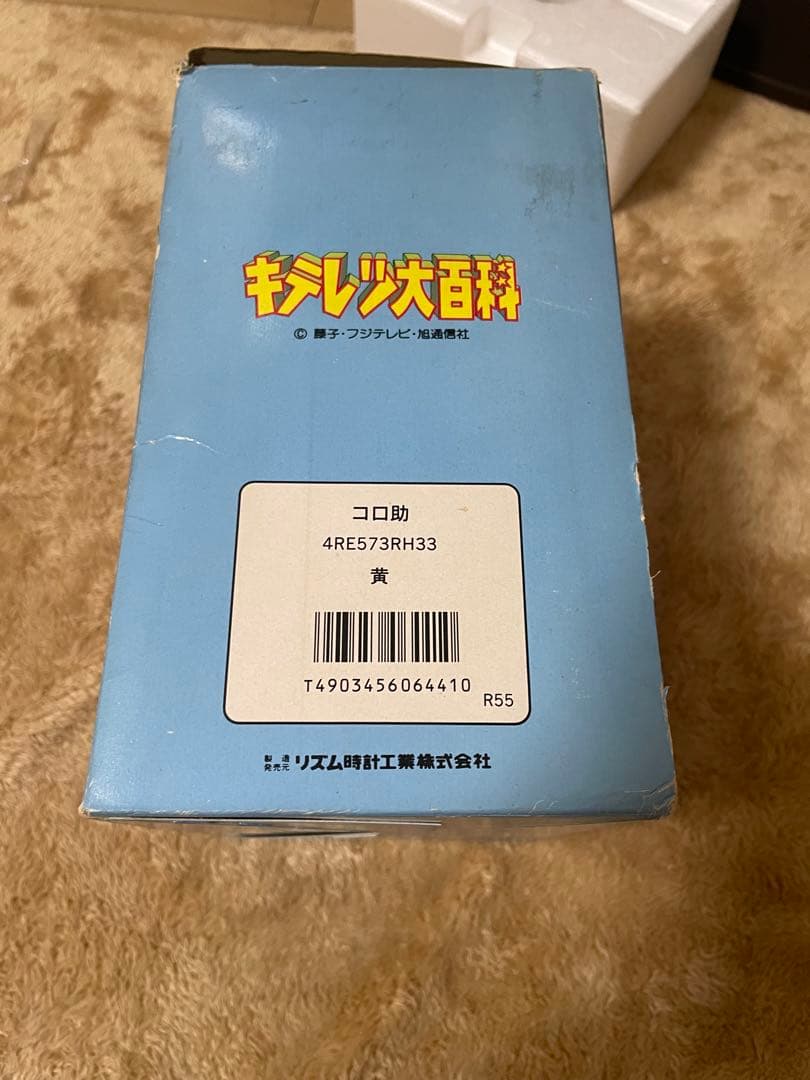 キテレツ大百科
© 藤子・フジテレビ・旭通信社
コロ助
4RE573RH33
黄
T4903456064410
R55
製造
発売元 リズム時計工業株式会社